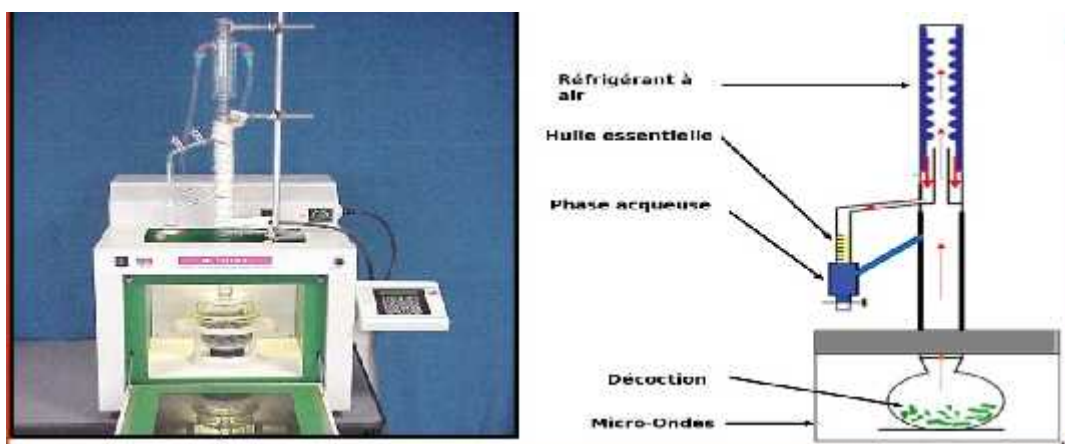 Réfrigérant à
air
Huile essentielle
Phase acqueuse
Décoction
Micro-Ondes